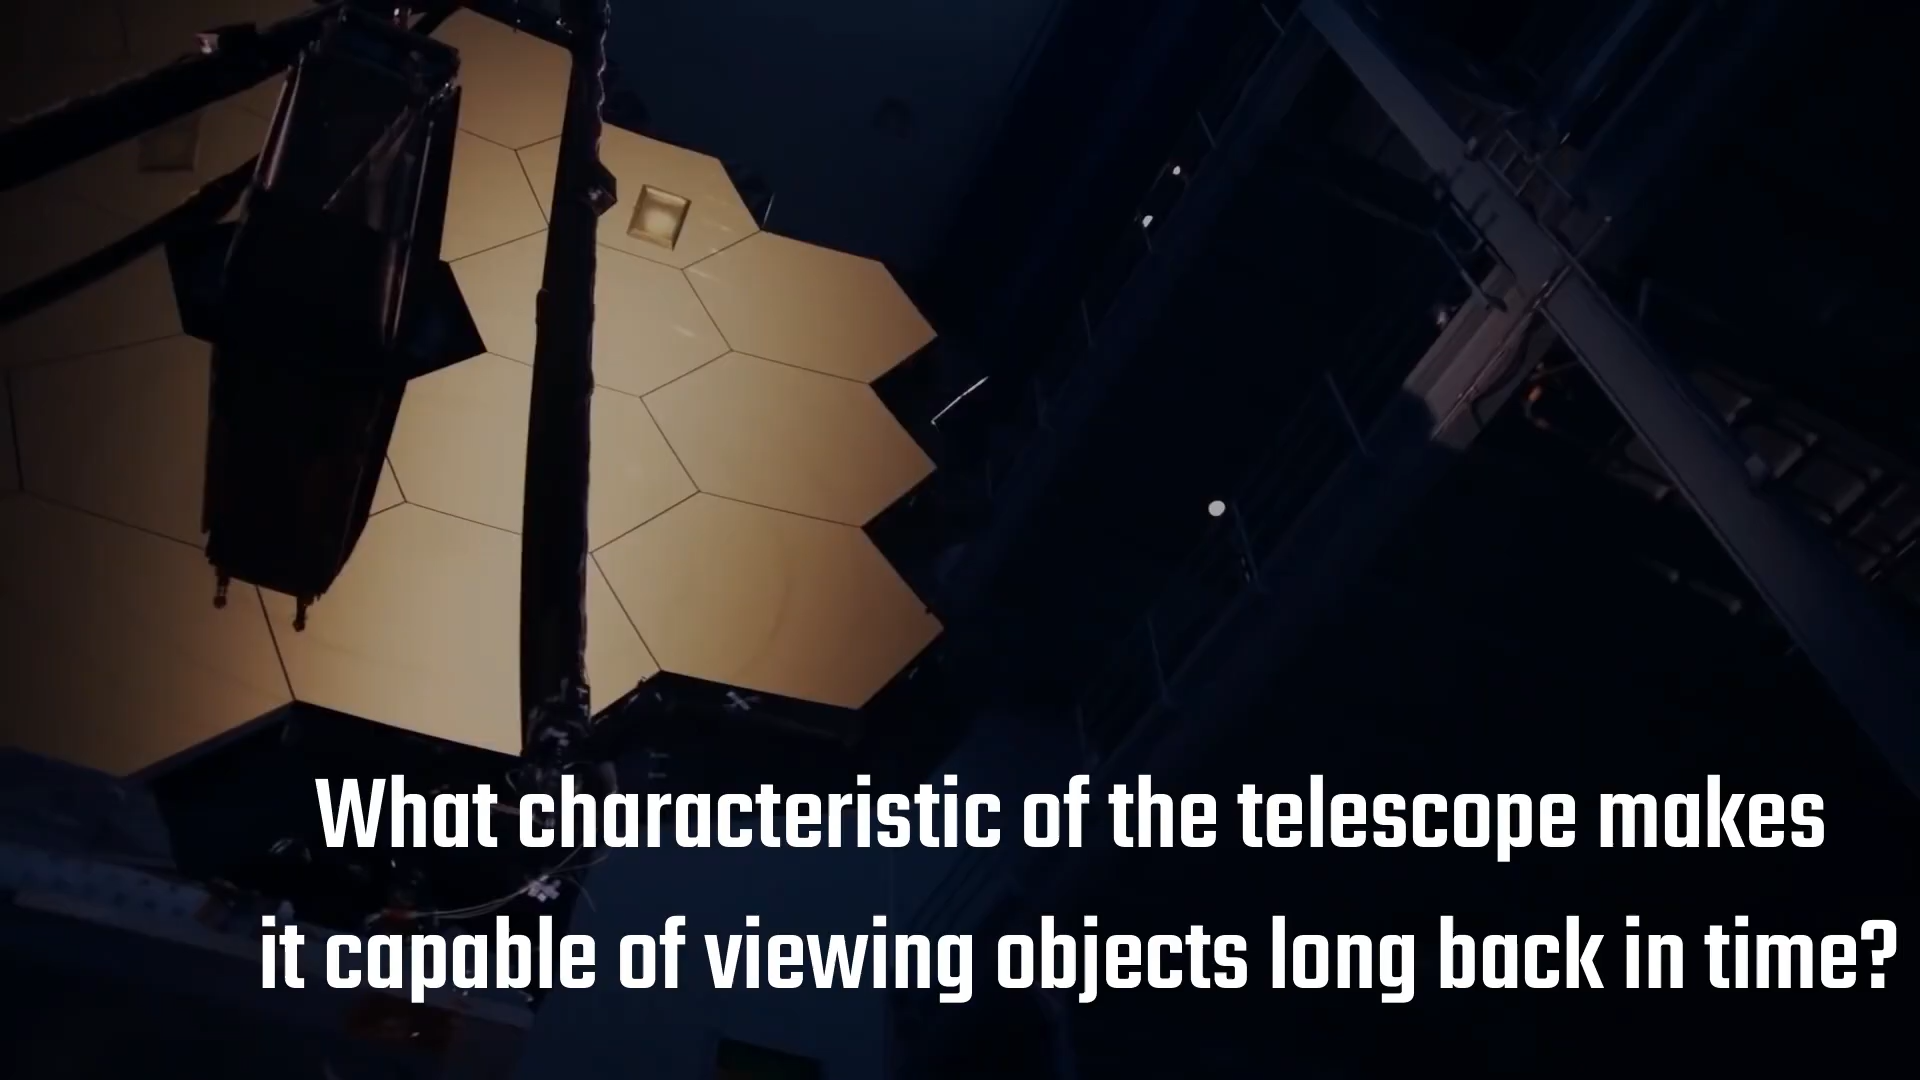 What characteristic of the telescope makes
it capable of viewing objects long back in time?